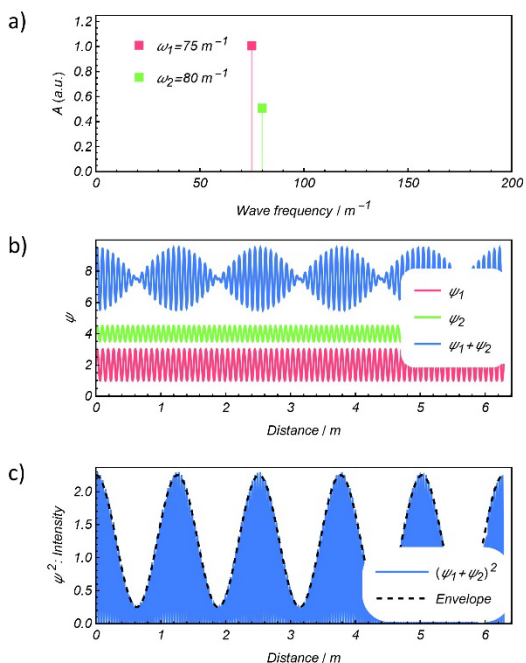 a)
1.2
1.0
0.8
0.6
0.4
0.2
0.0
A (a.u.)
ω₁=75 m⁻¹
ω₂=80 m⁻¹
0 50 100 150 200
Wave frequency / m⁻¹
b)
8
6
4
2
0
ψ
ψ₁
ψ₂
ψ₁+ψ₂
0 1 2 3 4 5 6
Distance / m
c)
2.0
1.5
1.0
0.5
0.0
ψ²: Intensity
(ψ₁+ψ₂)²
Envelope
0 1 2 3 4 5 6
Distance / m